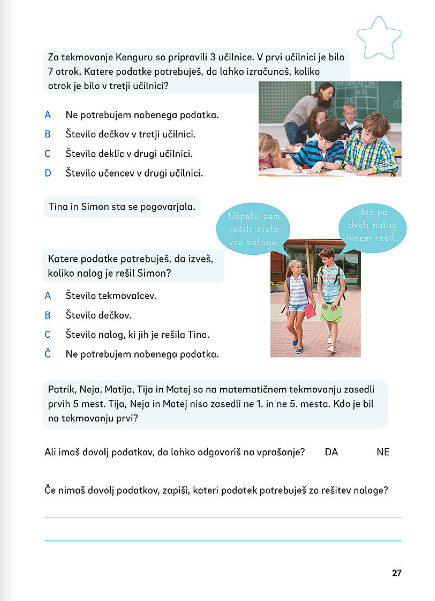 Za tekmovanje Kenguru so pripravili 3 učilnice. V prvi učilnici je bilo
7 otrok. Katere podatke potrebuješ, da lahko izračunaš, koliko
otrok je bilo v tretji učilnici?
A Ne potrebujem nobenega podatka.
B Število dečkov v tretji učilnici.
C Število deklic v drugi učilnici.
D Število učencev v drugi učilnici.
Tina in Simon sta se pogovarjala.
Uspelo sem
rešiti čisto
vse naloge.
Jaz pa
dveh nalog
nisem rešil.
Katere podatke potrebuješ, da izveš,
koliko nalog je rešil Simon?
A Število tekmovalcev.
B Število dečkov.
C Število nalog, ki jih je rešila Tina.
Č Ne potrebujem nobenega podatka.
Patrik, Neja, Matija, Tija in Matej so na matematičnem tekmovanju zasedli
prvih 5 mest. Tija, Neja in Matej niso zasedli ne 1. in ne 5. mesta. Kdo je bil
na tekmovanju prvi?
Ali imaš dovolj podatkov, da lahko odgovoriš na vprašanje? DA NE
Če nimaš dovolj podatkov, zapiši, kateri podatek potrebuješ za rešitev naloge?
27